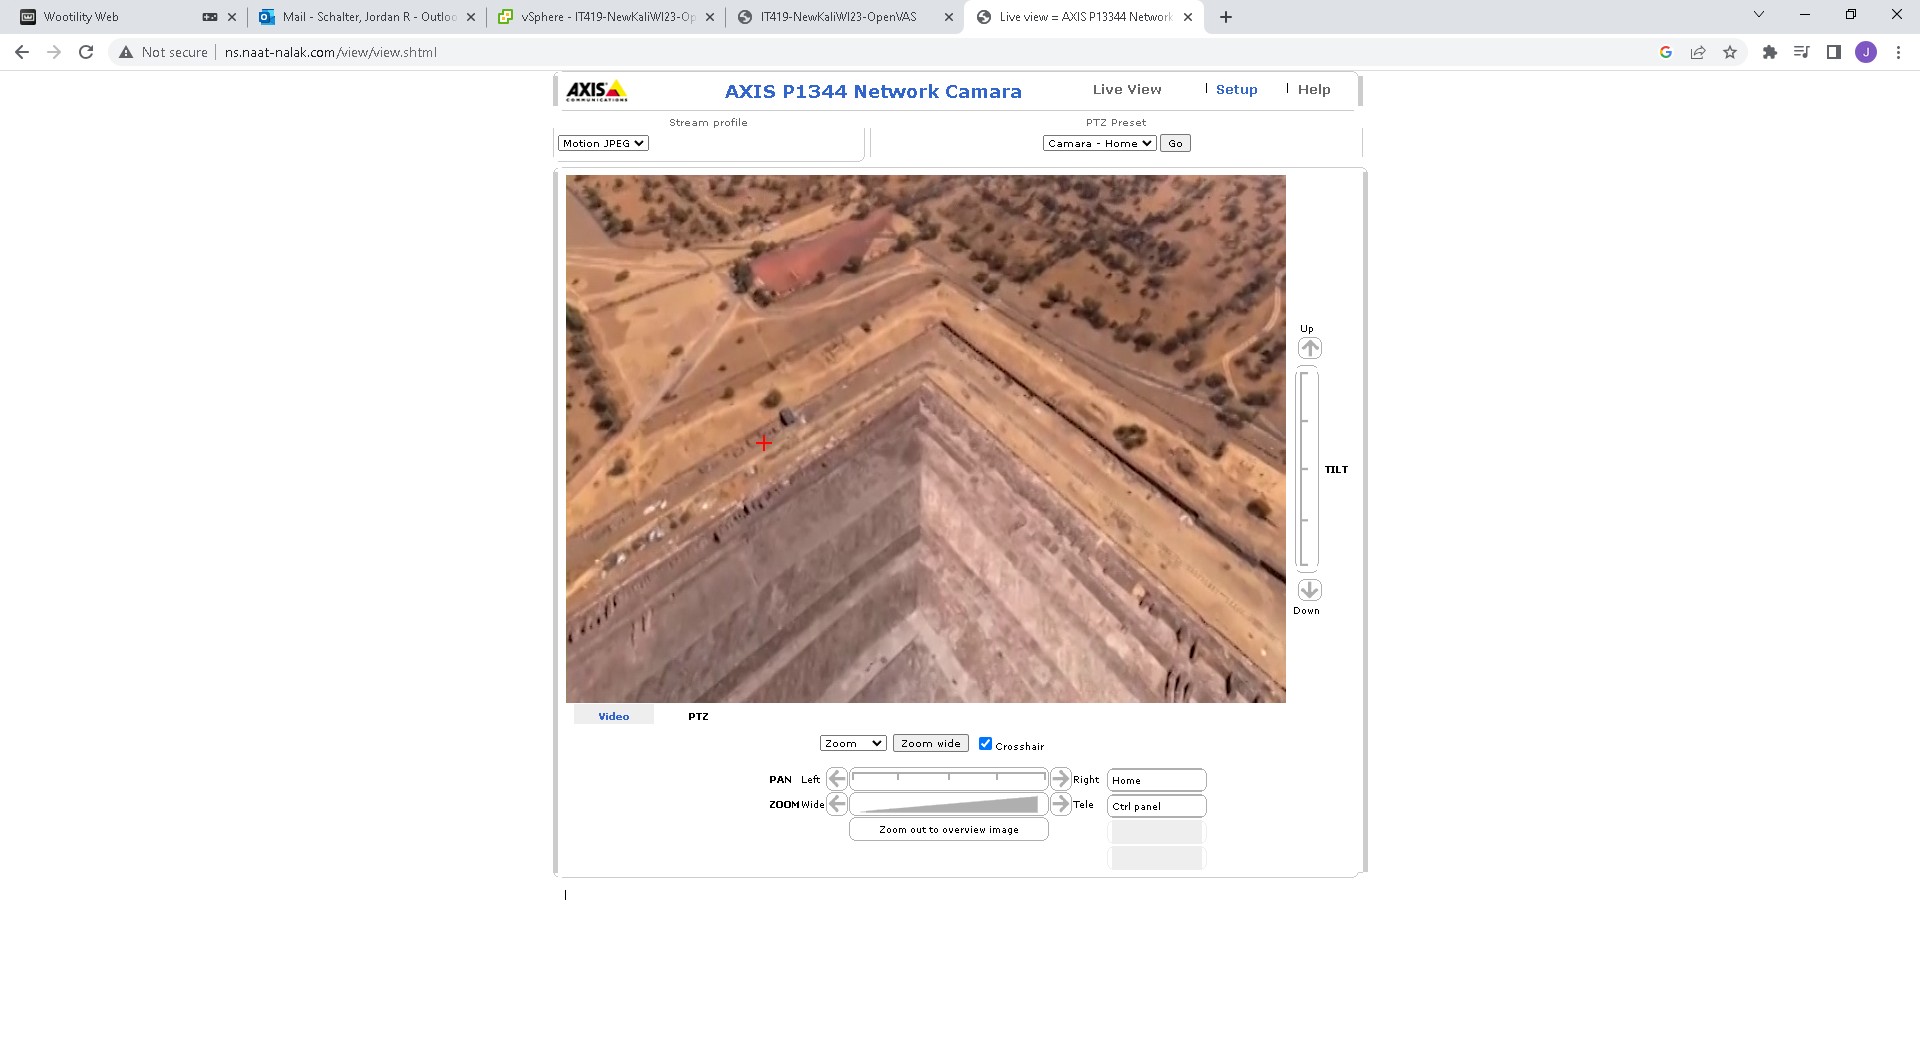 Wootility Web
Mail - Schalter, Jordan R - Outloo
vSphere - IT419-NewKaliWI23-Op
IT419-NewKaliWI23-OpenVAS
Live view = AXIS P13344 Network
Not secure
ns.naat-nalak.com/view/view.shtml
J
AXIS
COMMUNICATIONS
AXIS P1344 Network Camara
Live View
Setup
Help
Stream profile
PTZ Preset
Motion JPEG
Camara - Home
Go
Up
TILT
Down
Video
PTZ
Zoom
Zoom wide
Crosshair
PAN Left
Right
Home
ZOOM Wide
Tele
Ctrl panel
Zoom out to overview image